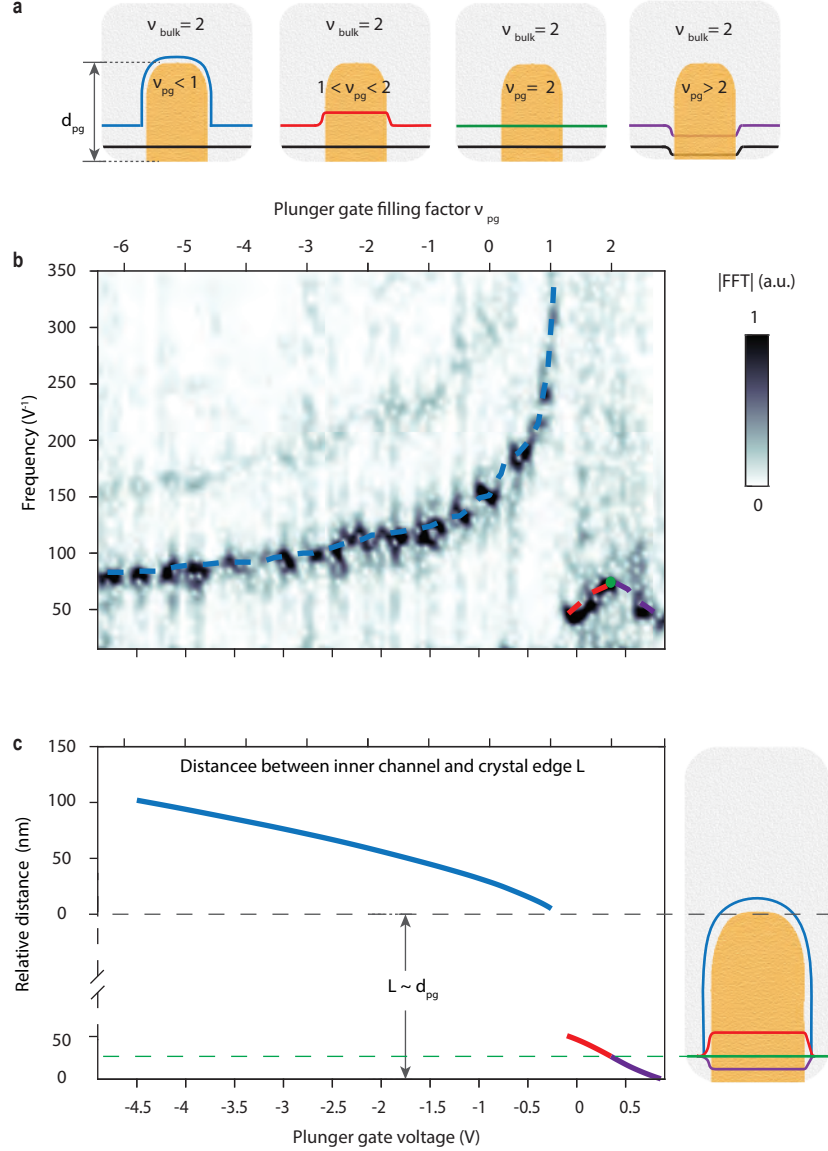 a
ν bulk = 2
ν bulk = 2
ν bulk = 2
ν bulk = 2
ν pg < 1
1 < ν pg < 2
ν pg = 2
ν pg > 2
d pg
Plunger gate filling factor ν pg
-6 -5 -4 -3 -2 -1 0 1 2
b
350
300
250
200
150
100
50
Frequency (V⁻¹)
|FFT| (a.u.)
1
0
c
Distancee between inner channel and crystal edge L
150
100
50
0
50
0
Relative distance (nm)
L ~ d pg
-4.5 -4 -3.5 -3 -2.5 -2 -1.5 -1 -0.5 0 0.5
Plunger gate voltage (V)